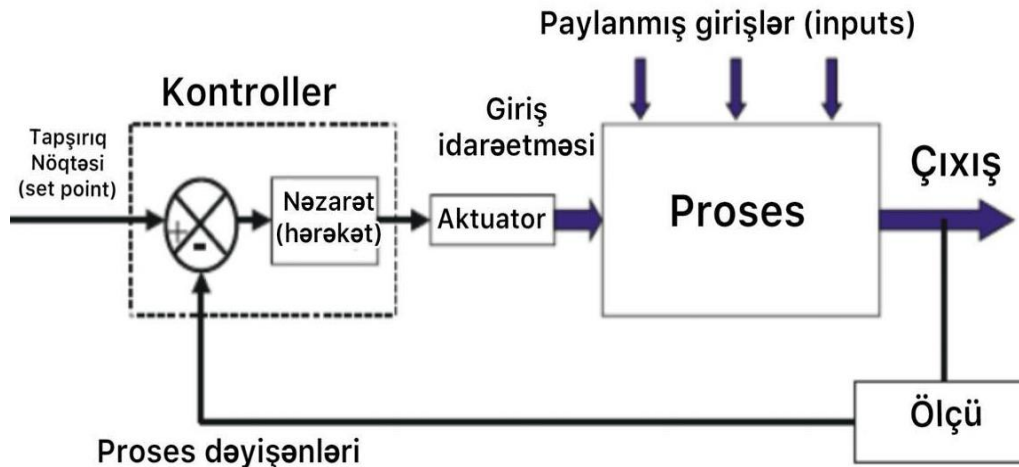 Paylanmış girişlər (inputs)
Kontroller
Giriş
idarəetməsi
Tapşırıq
Nöqtəsi
(set point)
+
-
Nəzarət
(hərəkət)
Aktuator
Proses
Çıxış
Ölçü
Proses dəyişənləri